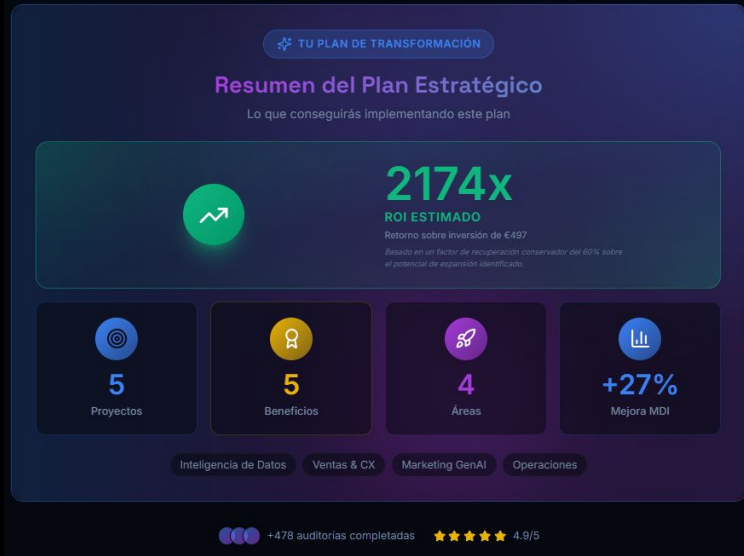 TU PLAN DE TRANSFORMACIÓN
Resumen del Plan Estratégico
Lo que conseguirás implementando este plan
2174x
ROI ESTIMADO
Retorno sobre inversión de €497
Basado en un factor de recuperación conservador del 60% sobre
el potencial de expansión identificado.
5
Proyectos
5
Beneficios
4
Áreas
+27%
Mejora MDI
Inteligencia de Datos
Ventas & CX
Marketing GenAI
Operaciones
+478 auditorías completadas
4.9/5